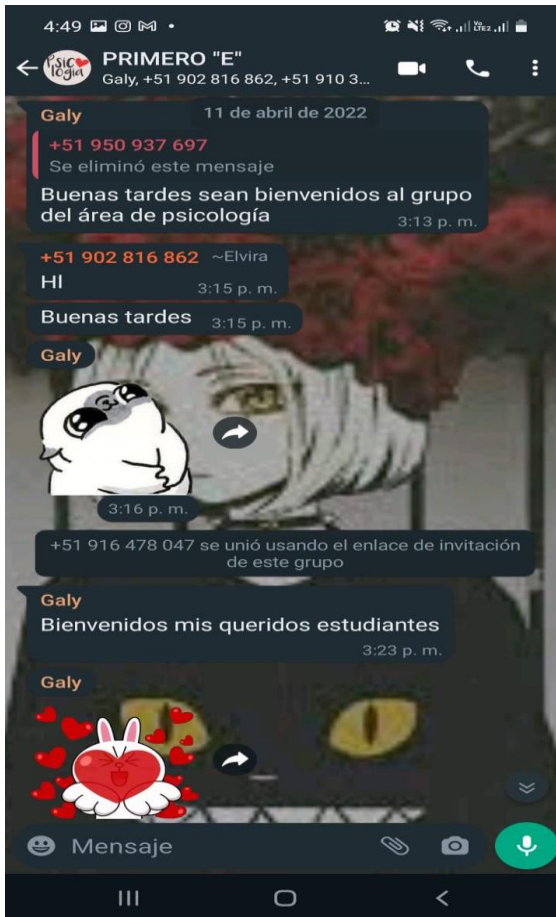 4:49
LTE2
Psicología
PRIMERO "E"
Galy, +51 902 816 862, +51 910 3...
11 de abril de 2022
Galy
+51 950 937 697
Se eliminó este mensaje
Buenas tardes sean bienvenidos al grupo
del área de psicología
3:13 p. m.
+51 902 816 862 ~Elvira
HI
3:15 p. m.
Buenas tardes
3:15 p. m.
Galy
3:16 p. m.
+51 916 478 047 se unió usando el enlace de invitación
de este grupo
Galy
Bienvenidos mis queridos estudiantes
3:23 p. m.
Galy
Mensaje